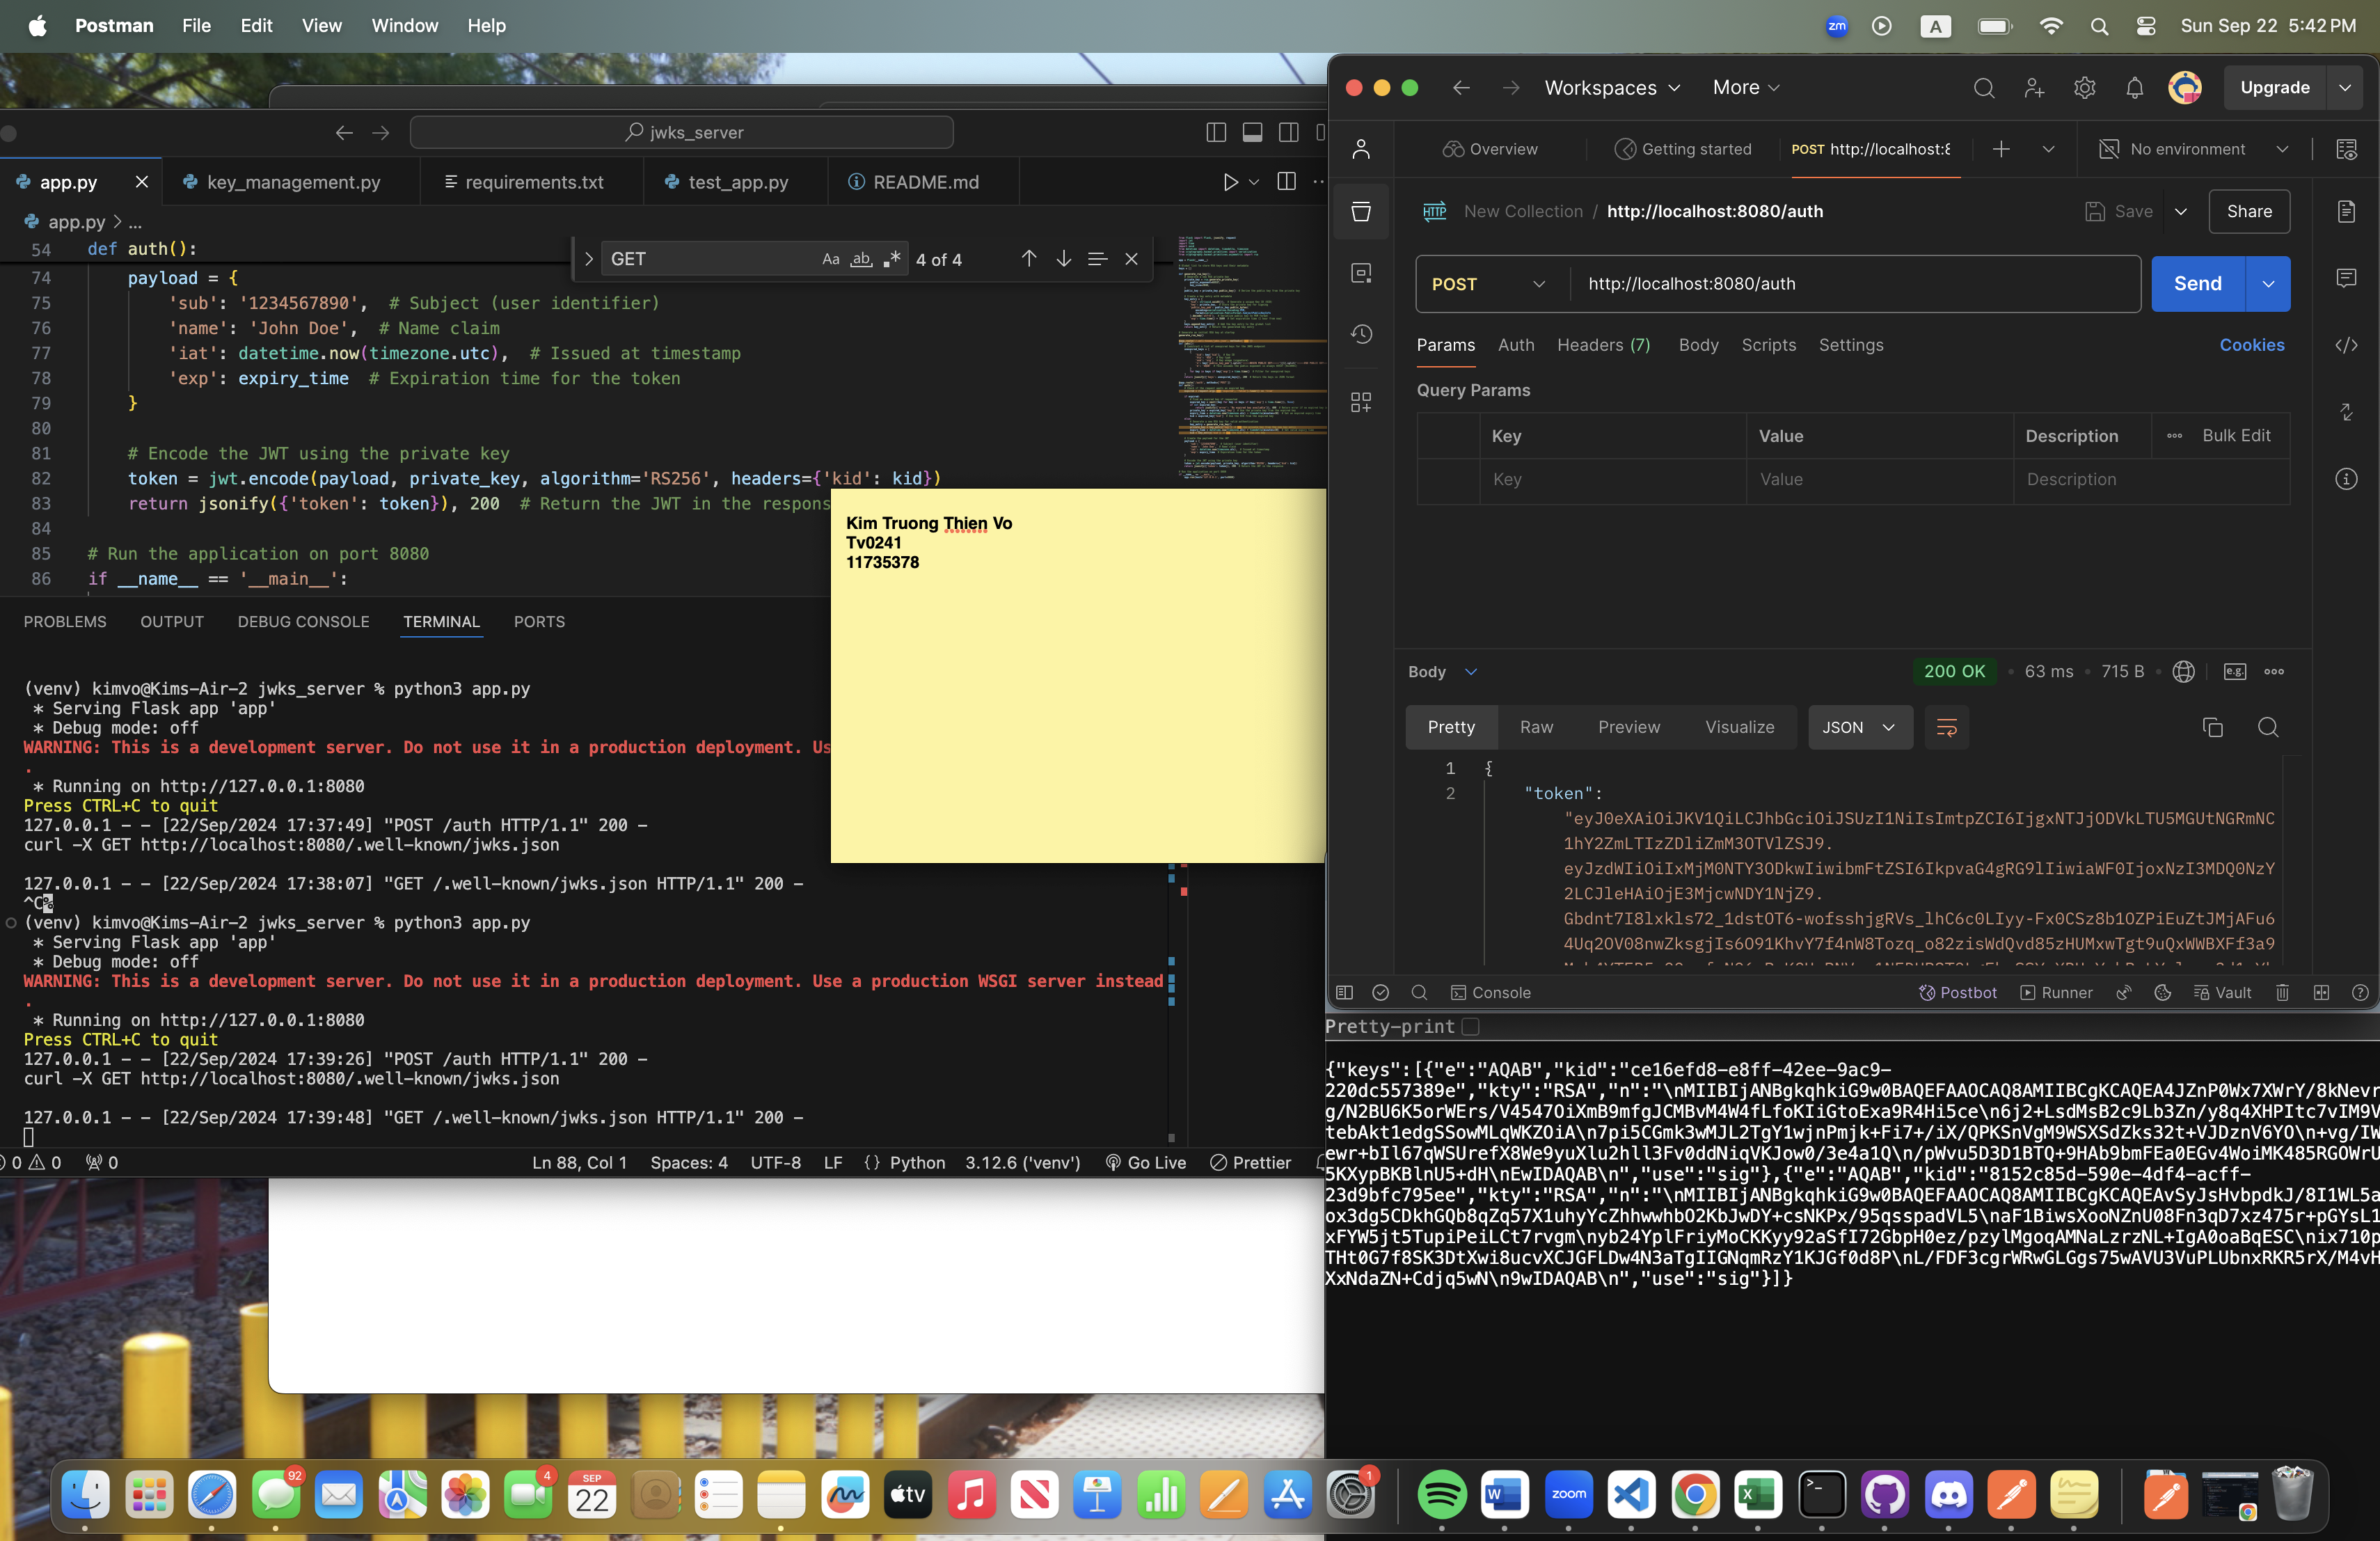 Postman File Edit View Window Help
zm A Sun Sep 22 5:42 PM
jwks_server
app.py key_management.py requirements.txt test_app.py README.md
app.py > ...
54 def auth():
GET Aa ab .* 4 of 4
74 payload = {
75 'sub': '1234567890', # Subject (user identifier)
76 'name': 'John Doe', # Name claim
77 'iat': datetime.now(timezone.utc), # Issued at timestamp
78 'exp': expiry_time # Expiration time for the token
79 }
80
81 # Encode the JWT using the private key
82 token = jwt.encode(payload, private_key, algorithm='RS256', headers={'kid': kid})
83 return jsonify({'token': token}), 200 # Return the JWT in the respons
84
85 # Run the application on port 8080
86 if __name__ == '__main__':
Kim Truong Thien Vo
Tv0241
11735378
PROBLEMS OUTPUT DEBUG CONSOLE TERMINAL PORTS
(venv) kimvo@Kims-Air-2 jwks_server % python3 app.py
* Serving Flask app 'app'
* Debug mode: off
WARNING: This is a development server. Do not use it in a production deployment. Us
.
* Running on http://127.0.0.1:8080
Press CTRL+C to quit
127.0.0.1 - - [22/Sep/2024 17:37:49] "POST /auth HTTP/1.1" 200 -
curl -X GET http://localhost:8080/.well-known/jwks.json
127.0.0.1 - - [22/Sep/2024 17:38:07] "GET /.well-known/jwks.json HTTP/1.1" 200 -
^C%
(venv) kimvo@Kims-Air-2 jwks_server % python3 app.py
* Serving Flask app 'app'
* Debug mode: off
WARNING: This is a development server. Do not use it in a production deployment. Use a production WSGI server instead
.
* Running on http://127.0.0.1:8080
Press CTRL+C to quit
127.0.0.1 - - [22/Sep/2024 17:39:26] "POST /auth HTTP/1.1" 200 -
curl -X GET http://localhost:8080/.well-known/jwks.json
127.0.0.1 - - [22/Sep/2024 17:39:48] "GET /.well-known/jwks.json HTTP/1.1" 200 -
0 0 0 Ln 88, Col 1 Spaces: 4 UTF-8 LF {} Python 3.12.6 ('venv') Go Live Prettier
Workspaces More Upgrade
Overview Getting started POST http://localhost:8 No environment
HTTP New Collection / http://localhost:8080/auth Save Share
POST http://localhost:8080/auth Send
Params Auth Headers (7) Body Scripts Settings Cookies
Query Params
Key Value Description Bulk Edit
Key Value Description
Body 200 OK 63 ms 715 B e.g.
Pretty Raw Preview Visualize JSON
1 {
2 "token":
"eyJ0eXAiOiJKV1QiLCJhbGciOiJSUzI1NiIsImtpZCI6IjgxNTJjODVkLTU5MGUtNGRmNC
1hY2ZmLTIzZDliZmM3OTVlZSJ9.
eyJzdWIiOiIxMjM0NTY3ODkwIiwibmFtZSI6IkpvaG4gRG9lIiwiaWF0IjoxNzI3MDQ0NzY
2LCJleHAiOjE3MjcwNDY1NjZ9.
Gbdnt7I8lxkls72_1dstOT6-wofsshjgRVs_lhC6c0LIyy-Fx0CSz8b1OZPiEuZtJMjAFu6
4Uq2OV08nwZksgjIs6O91KhvY7f4nW8Tozq_o82zisWdQvd85zHUMxwTgt9uQxWWBXFf3a9
Console Postbot Runner Vault
Pretty-print
{"keys":[{"e":"AQAB","kid":"ce16efd8-e8ff-42ee-9ac9-
220dc557389e","kty":"RSA","n":"\nMIIBIjANBgkqhkiG9w0BAQEFAAOCAQ8AMIIBCgKCAQEA4JZnP0Wx7XWrY/8kNevr
g/N2BU6K5orWErs/V4547OiXmB9mfgJCMBvM4W4fLfoKIiGtoExa9R4Hi5ce\n6j2+LsdMsB2c9Lb3Zn/y8q4XHPItc7vIM9V
tebAkt1edgSSowMLqWKZOiA\n7pi5CGmk3wMJL2TgY1wjnPmjk+Fi7+/iX/QPKSnVgM9WSXSdZks32t+VJDznV6YO\n+vg/IW
ewr+bIl67qWSUrefX8We9yuXlu2hll3Fv0ddNiqVKJow0/3e4a1Q\n/pWvu5D3D1BTQ+9HAb9bmFEa0EGv4WoiMK485RGOWrU
5KXypBKBlnU5+dH\nEwIDAQAB\n","use":"sig"},{"e":"AQAB","kid":"8152c85d-590e-4df4-acff-
23d9bfc795ee","kty":"RSA","n":"\nMIIBIjANBgkqhkiG9w0BAQEFAAOCAQ8AMIIBCgKCAQEAvSyJsHvbpdkJ/8I1WL5a
ox3dg5CDkhGQb8qZq57X1uhyYcZhhwwhbO2KbJwDY+csNKPx/95qsspadVL5\naF1BiwsXooNZnU08Fn3qD7xz475r+pGYsL1
xFYW5jt5TupiPeiLCt7rvgm\nyb24YplFriyMoCKKyy92aSfI72GbpH0ez/pzylMgoqAMNaLzrzNL+IgA0oaBqESC\nix710p
THt0G7f8SK3DtXwi8ucvXCJGFLDw4N3aTgIIGNqmRzY1KJGf0d8P\nL/FDF3cgrWRwGLGgs75wAVU3VuPLUbnxRKR5rX/M4vH
XxNdaZN+Cdjq5wN\n9wIDAQAB\n","use":"sig"}]}
92 4 SEP 22 tv 1 W zoom X